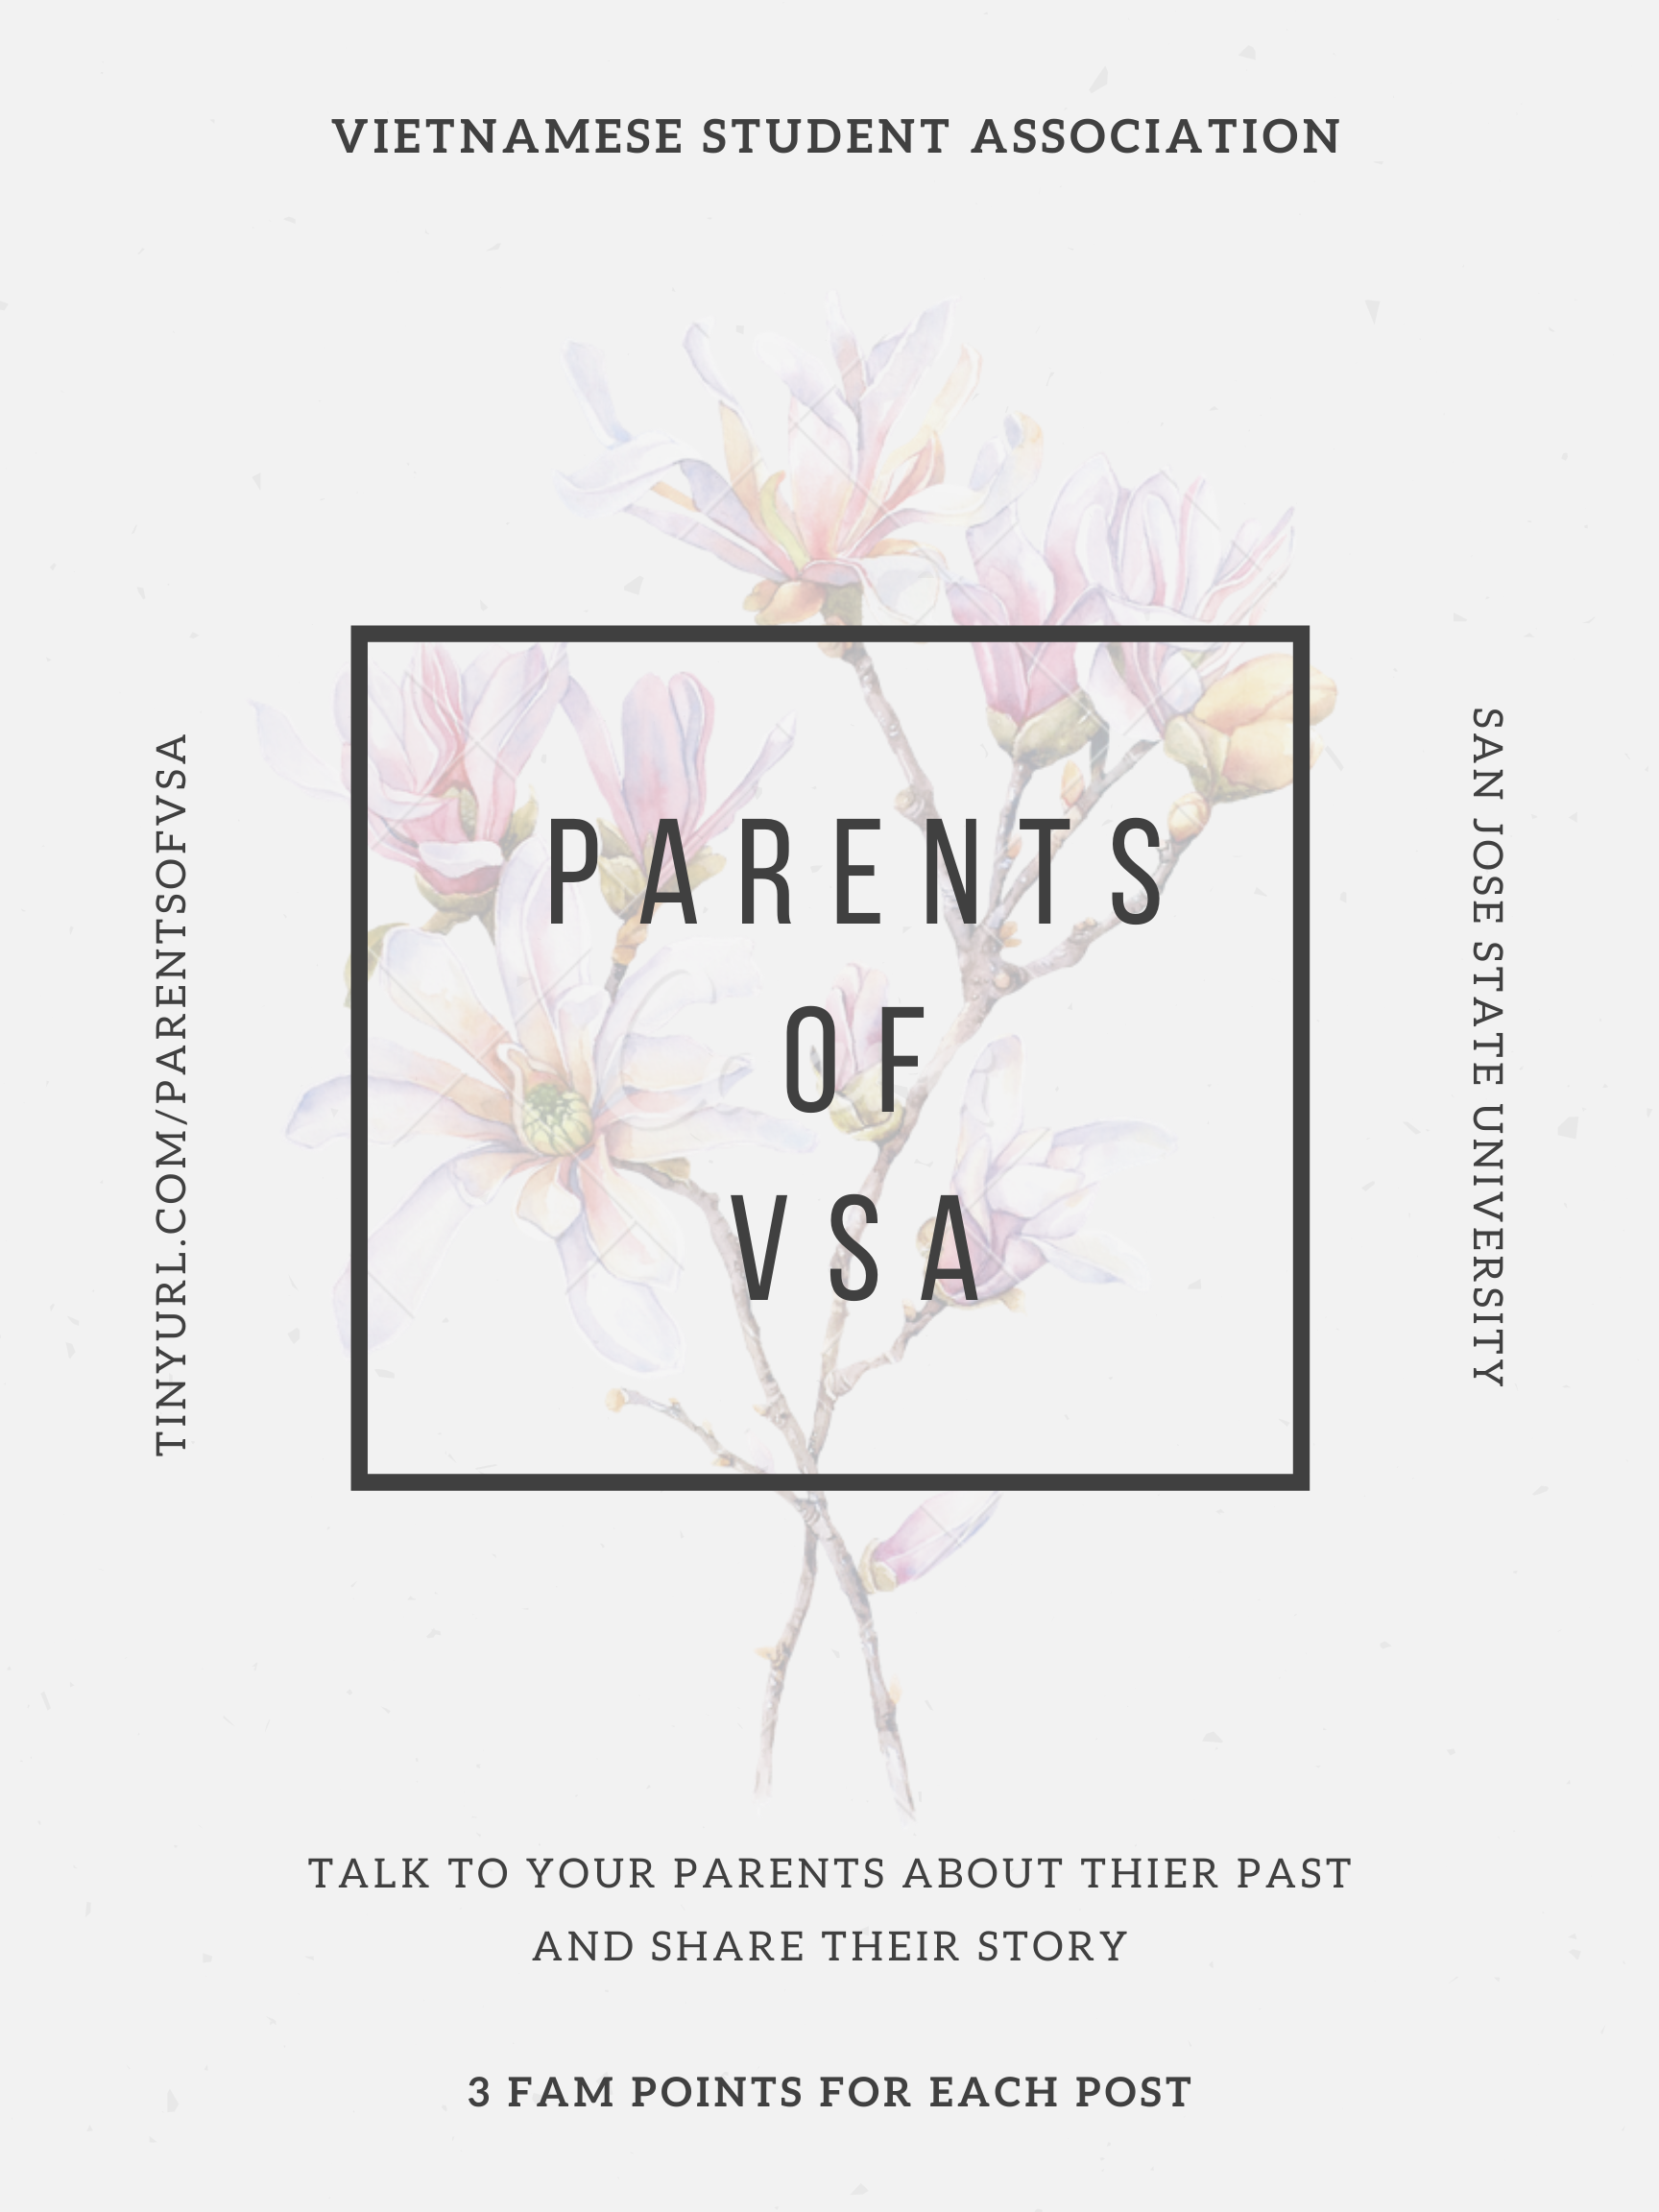 VIETNAMESE STUDENT ASSOCIATION
TINYURL.COM/PARENTSOFVSA
PARENTS
OF
VSA
SAN JOSE STATE UNIVERSITY
TALK TO YOUR PARENTS ABOUT THIER PAST
AND SHARE THEIR STORY
3 FAM POINTS FOR EACH POST